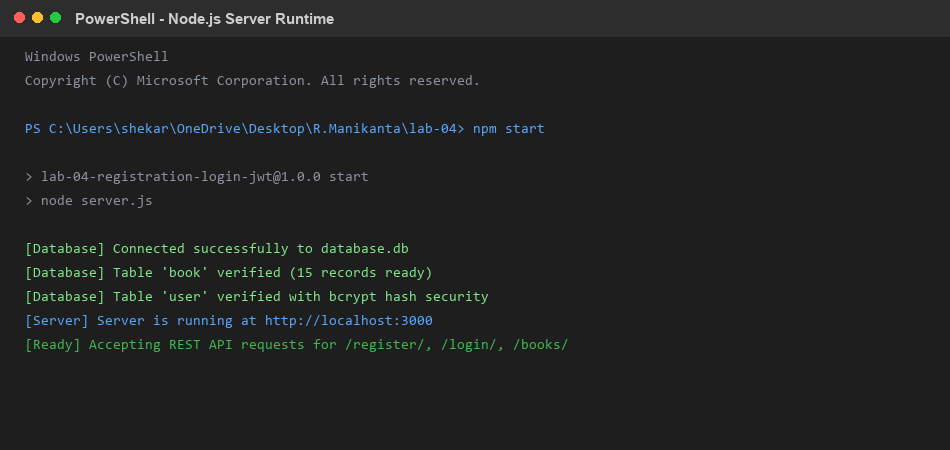 PowerShell - Node.js Server Runtime
Windows PowerShell
Copyright (C) Microsoft Corporation. All rights reserved.
PS C:\Users\shekar\OneDrive\Desktop\R.Manikanta\lab-04> npm start
> lab-04-registration-login-jwt@1.0.0 start
> node server.js
[Database] Connected successfully to database.db
[Database] Table 'book' verified (15 records ready)
[Database] Table 'user' verified with bcrypt hash security
[Server] Server is running at http://localhost:3000
[Ready] Accepting REST API requests for /register/, /login/, /books/